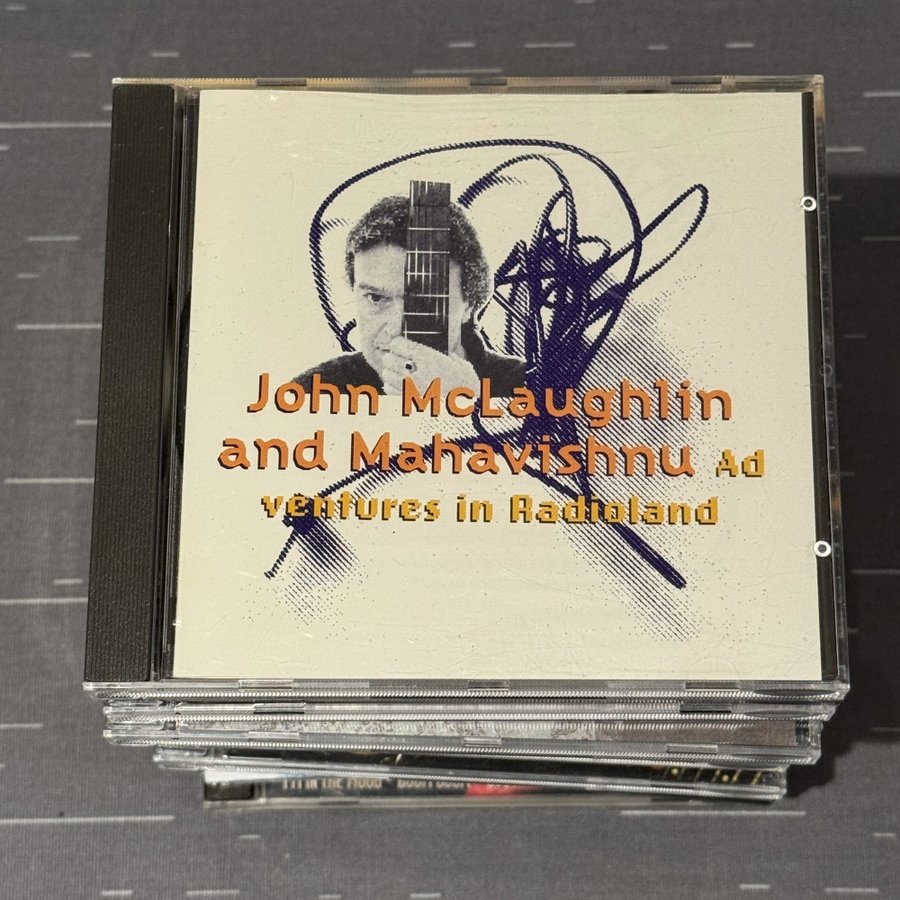 John McLaughlin
and Mahavishnu Ad
ventures in Radioland